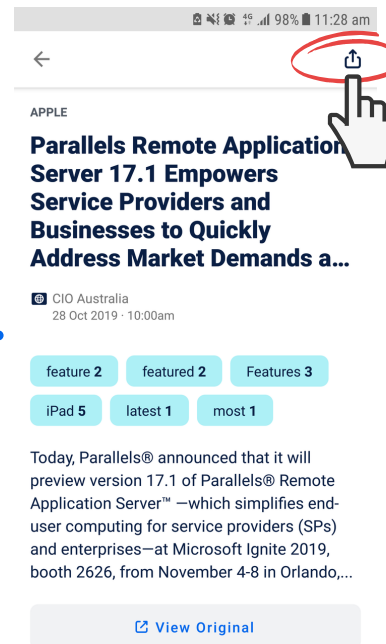 4G 98% 11:28 am
APPLE
Parallels Remote Application
Server 17.1 Empowers
Service Providers and
Businesses to Quickly
Address Market Demands a...
CIO Australia
28 Oct 2019 · 10:00am
feature 2 featured 2 Features 3
iPad 5 latest 1 most 1
Today, Parallels® announced that it will
preview version 17.1 of Parallels® Remote
Application Server™ —which simplifies end-
user computing for service providers (SPs)
and enterprises—at Microsoft Ignite 2019,
booth 2626, from November 4-8 in Orlando,...
View Original